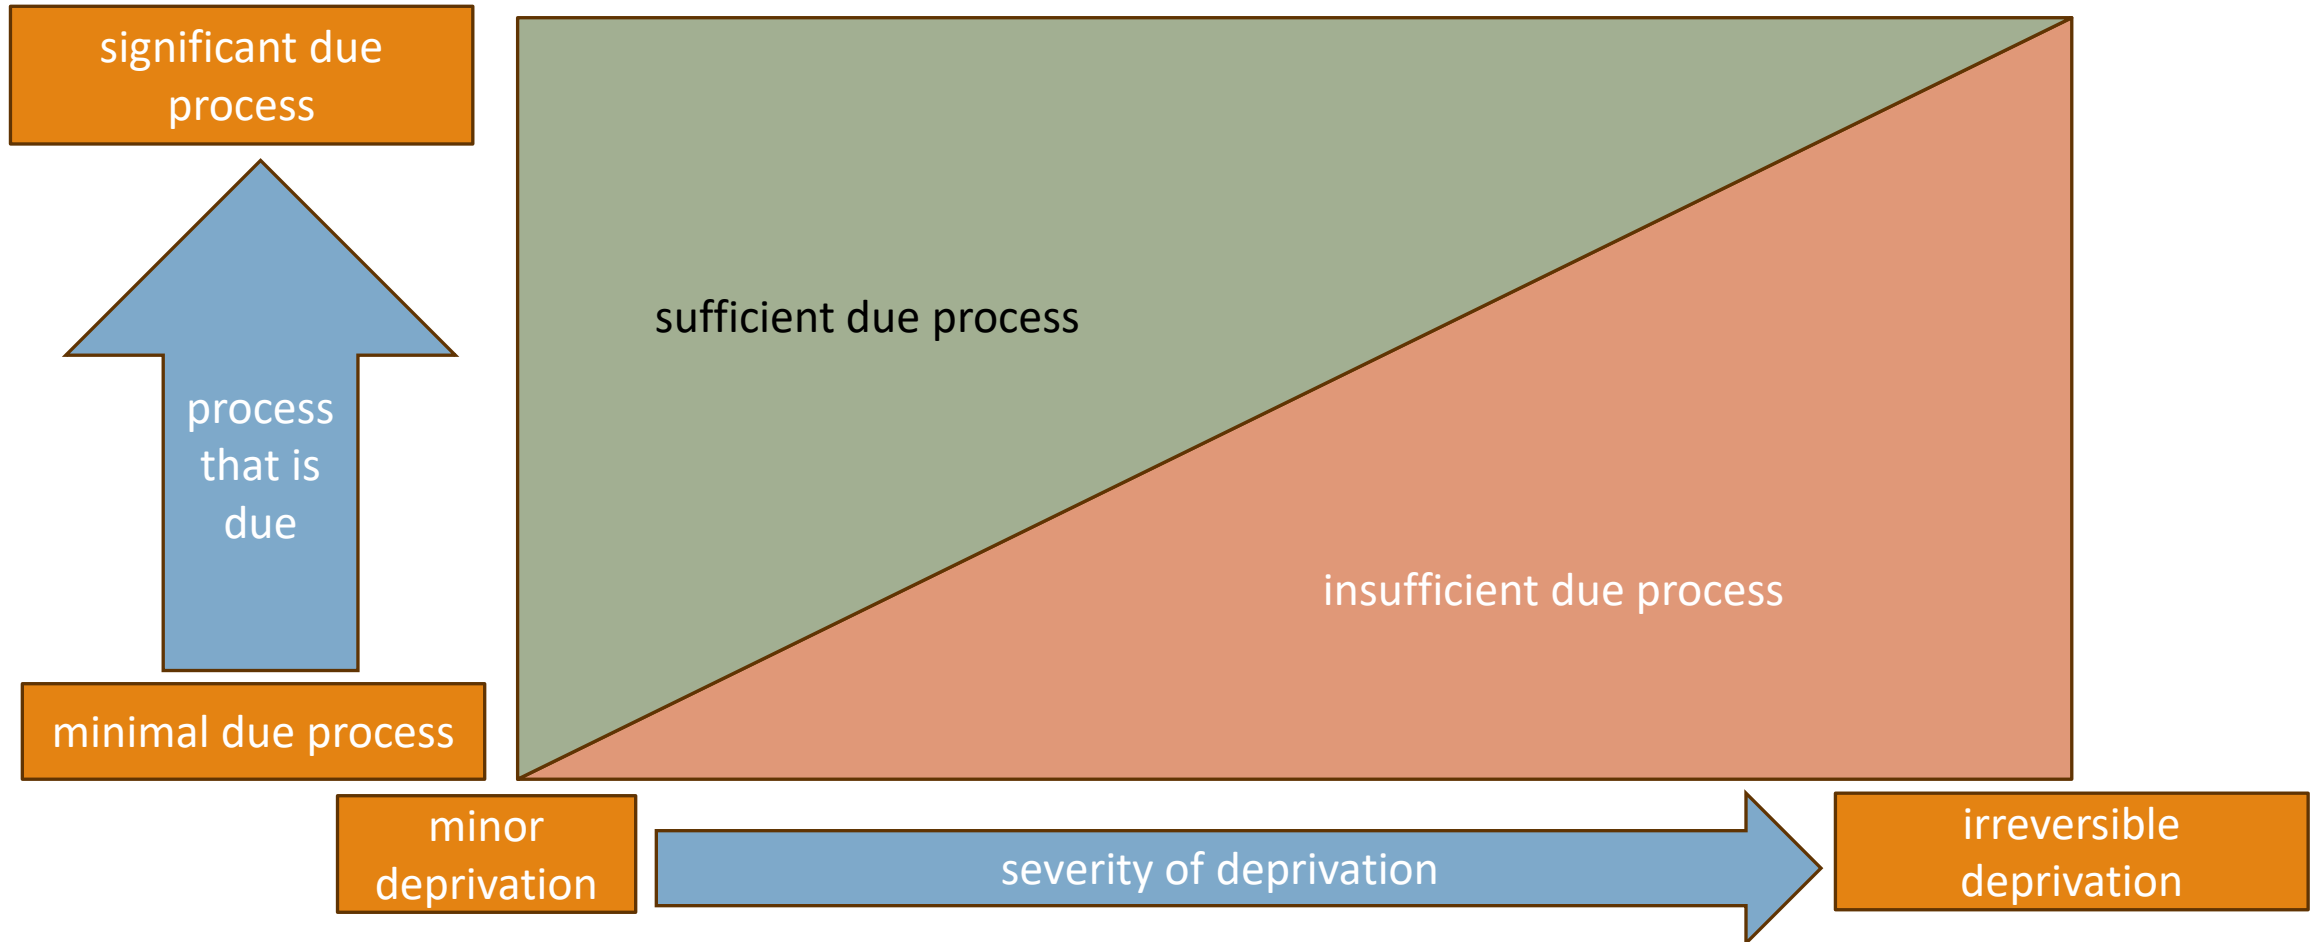 significant due
process
sufficient due process
process
that is
due
insufficient due process
minimal due process
minor
deprivation
severity of deprivation
irreversible
deprivation